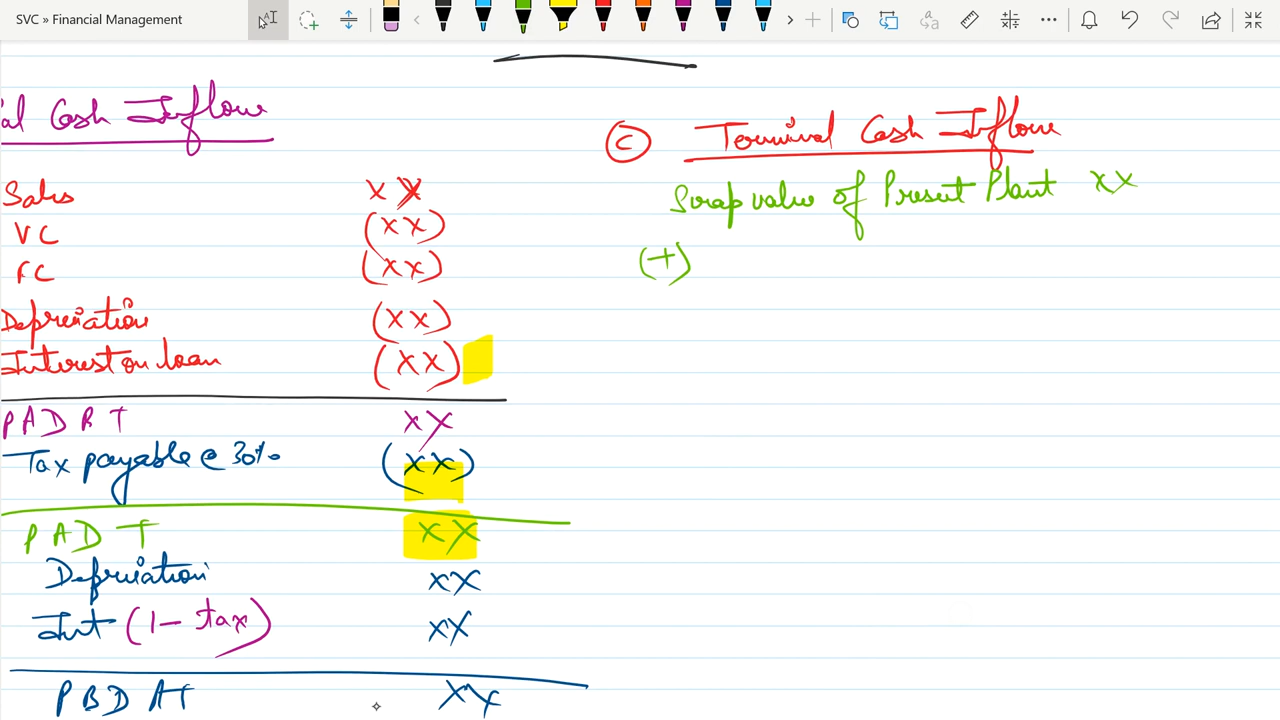 SVC » Financial Management
al Cash Inflow
Sales XX
VC (XX)
FC (XX)
Depreiation (XX)
Interest on loan (XX)
PADBT XX
Tax payable @ 30% (XX)
PADT XX
Depriation XX
Int (1- tax) XX
PBDAT XX
(C) Terminal Cash Inflow
Scrap value of Present Plant XX
(+)